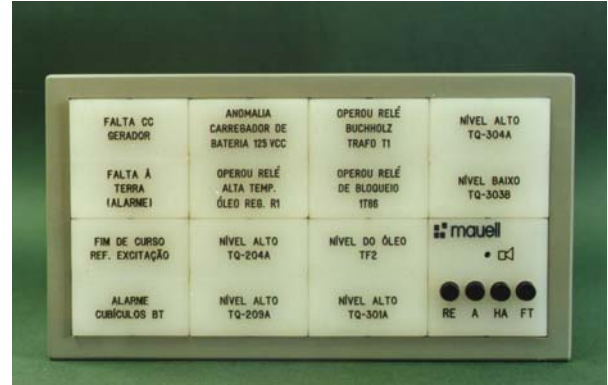 FALTA CC
GERADOR
ANOMALIA
CARREGADOR DE
BATERIA 125 VCC
OPEROU RELÉ
BUCHHOLZ
TRAFO T1
NÍVEL ALTO
TQ-304A
FALTA À
TERRA
(ALARME)
OPEROU RELÉ
ALTA TEMP.
ÓLEO REG. R1
OPEROU RELÉ
DE BLOQUEIO
1T86
NÍVEL BAIXO
TQ-303B
FIM DE CURSO
REF. EXCITAÇÃO
NÍVEL ALTO
TQ-204A
NÍVEL DO ÓLEO
TF2
mauell
ALARME
CUBÍCULOS BT
NÍVEL ALTO
TQ-209A
NÍVEL ALTO
TQ-301A
RE A HA FT